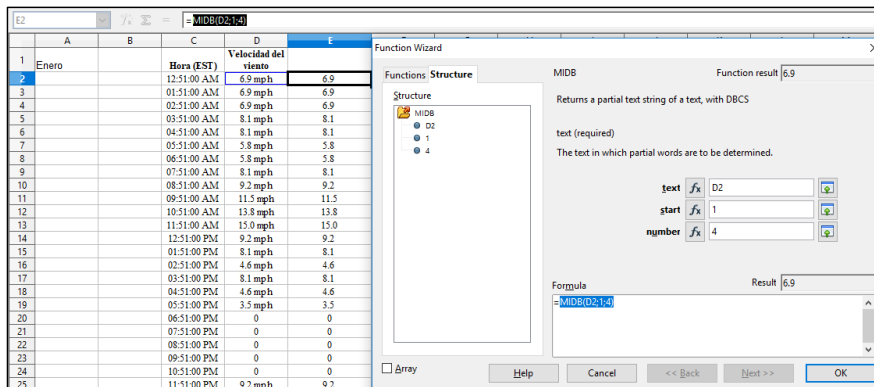 E2 fx Σ = =MIDB(D2;1;4)
A B C D E
1 Enero Hora (EST) Velocidad del viento
2 12:51:00 AM 6.9 mph 6.9
3 01:51:00 AM 6.9 mph 6.9
4 02:51:00 AM 6.9 mph 6.9
5 03:51:00 AM 8.1 mph 8.1
6 04:51:00 AM 8.1 mph 8.1
7 05:51:00 AM 5.8 mph 5.8
8 06:51:00 AM 5.8 mph 5.8
9 07:51:00 AM 8.1 mph 8.1
10 08:51:00 AM 9.2 mph 9.2
11 09:51:00 AM 11.5 mph 11.5
12 10:51:00 AM 13.8 mph 13.8
13 11:51:00 AM 15.0 mph 15.0
14 12:51:00 PM 9.2 mph 9.2
15 01:51:00 PM 8.1 mph 8.1
16 02:51:00 PM 4.6 mph 4.6
17 03:51:00 PM 8.1 mph 8.1
18 04:51:00 PM 4.6 mph 4.6
19 05:51:00 PM 3.5 mph 3.5
20 06:51:00 PM 0 0
21 07:51:00 PM 0 0
22 08:51:00 PM 0 0
23 09:51:00 PM 0 0
24 10:51:00 PM 0 0
25 11:51:00 PM 9.2 mph 9.2
Function Wizard
Functions Structure
Structure
MIDB
D2
1
4
MIDB Function result 6.9
Returns a partial text string of a text, with DBCS
text (required)
The text in which partial words are to be determined.
text fx D2
start fx 1
number fx 4
Formula Result 6.9
=MIDB(D2;1;4)
Array Help Cancel << Back Next >> OK